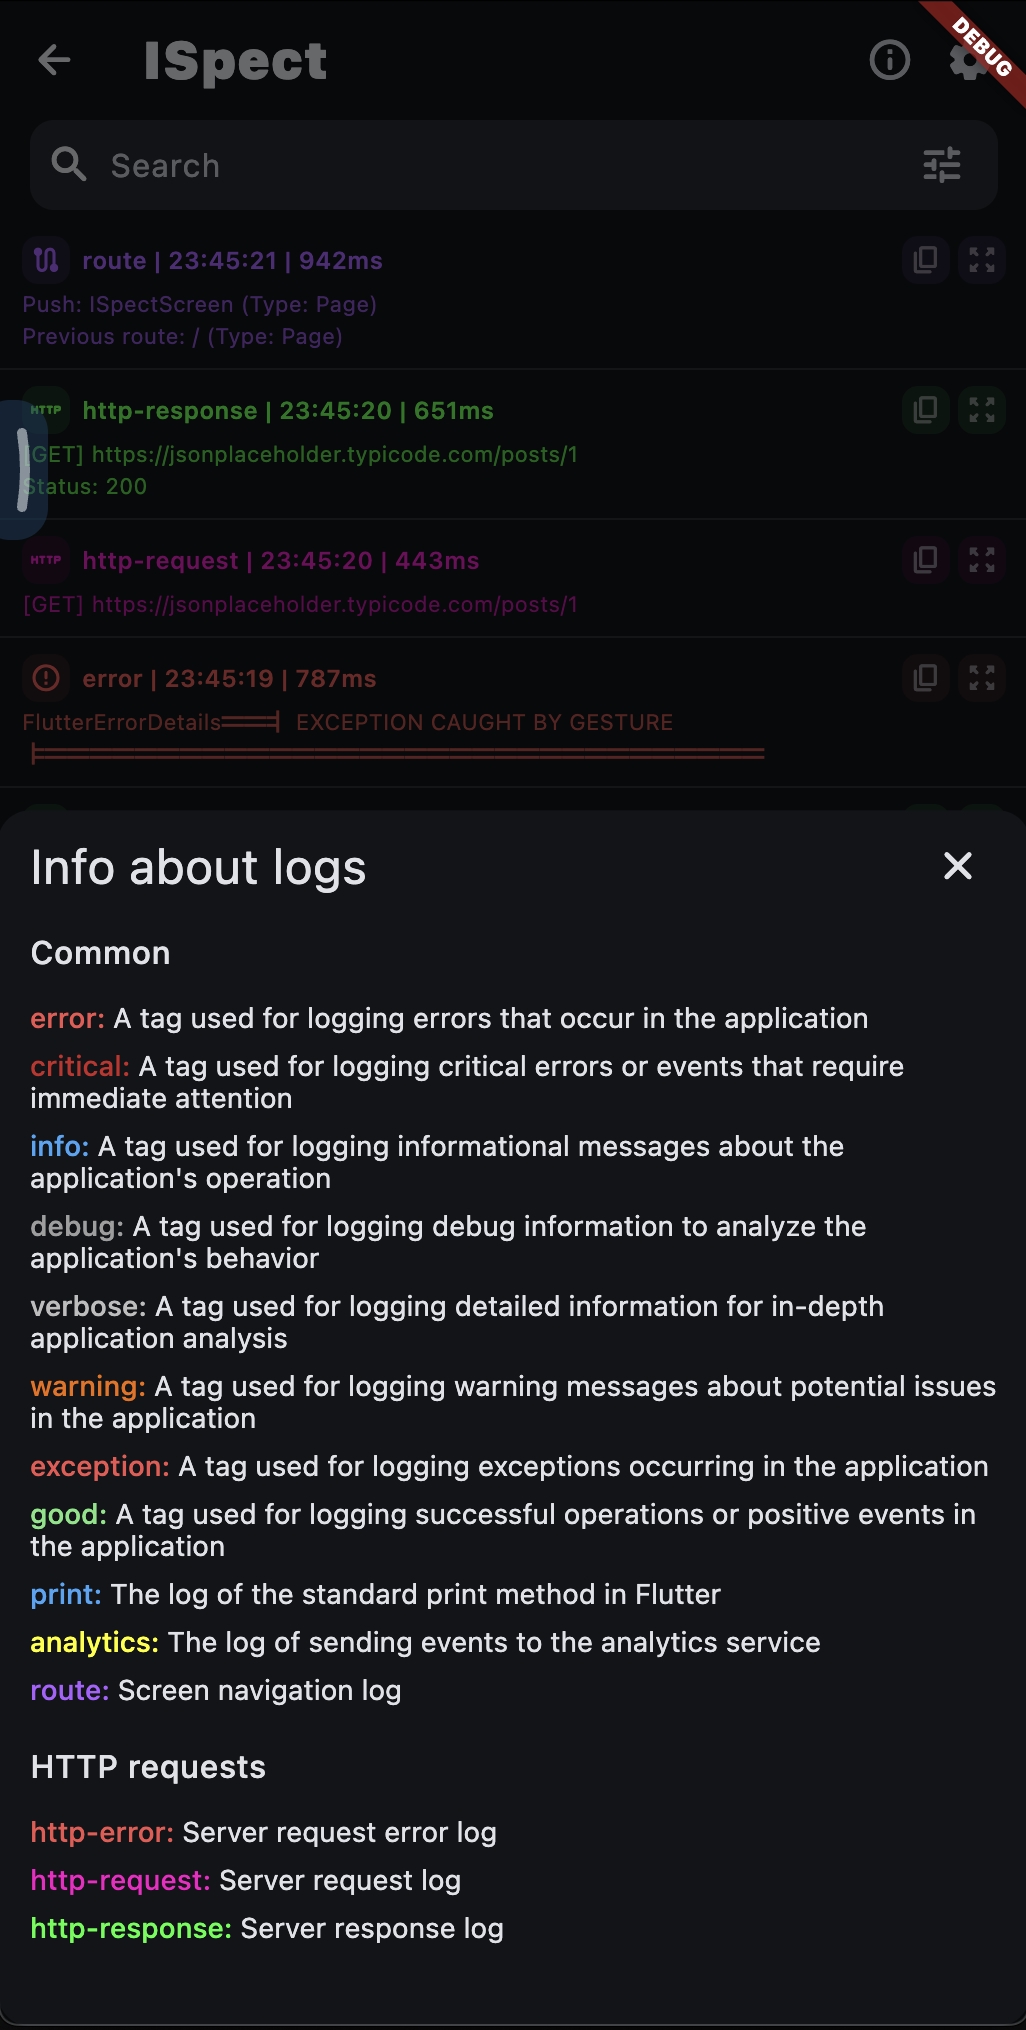 ISpect
DEBUG
Search
route | 23:45:21 | 942ms
Push: ISpectScreen (Type: Page)
Previous route: / (Type: Page)
HTTP
http-response | 23:45:20 | 651ms
[GET] https://jsonplaceholder.typicode.com/posts/1
Status: 200
HTTP
http-request | 23:45:20 | 443ms
[GET] https://jsonplaceholder.typicode.com/posts/1
error | 23:45:19 | 787ms
FlutterErrorDetails════╡ EXCEPTION CAUGHT BY GESTURE
╞═════════════════════════════════════════════════
Info about logs
Common
error: A tag used for logging errors that occur in the application
critical: A tag used for logging critical errors or events that require
immediate attention
info: A tag used for logging informational messages about the
application's operation
debug: A tag used for logging debug information to analyze the
application's behavior
verbose: A tag used for logging detailed information for in-depth
application analysis
warning: A tag used for logging warning messages about potential issues
in the application
exception: A tag used for logging exceptions occurring in the application
good: A tag used for logging successful operations or positive events in
the application
print: The log of the standard print method in Flutter
analytics: The log of sending events to the analytics service
route: Screen navigation log
HTTP requests
http-error: Server request error log
http-request: Server request log
http-response: Server response log